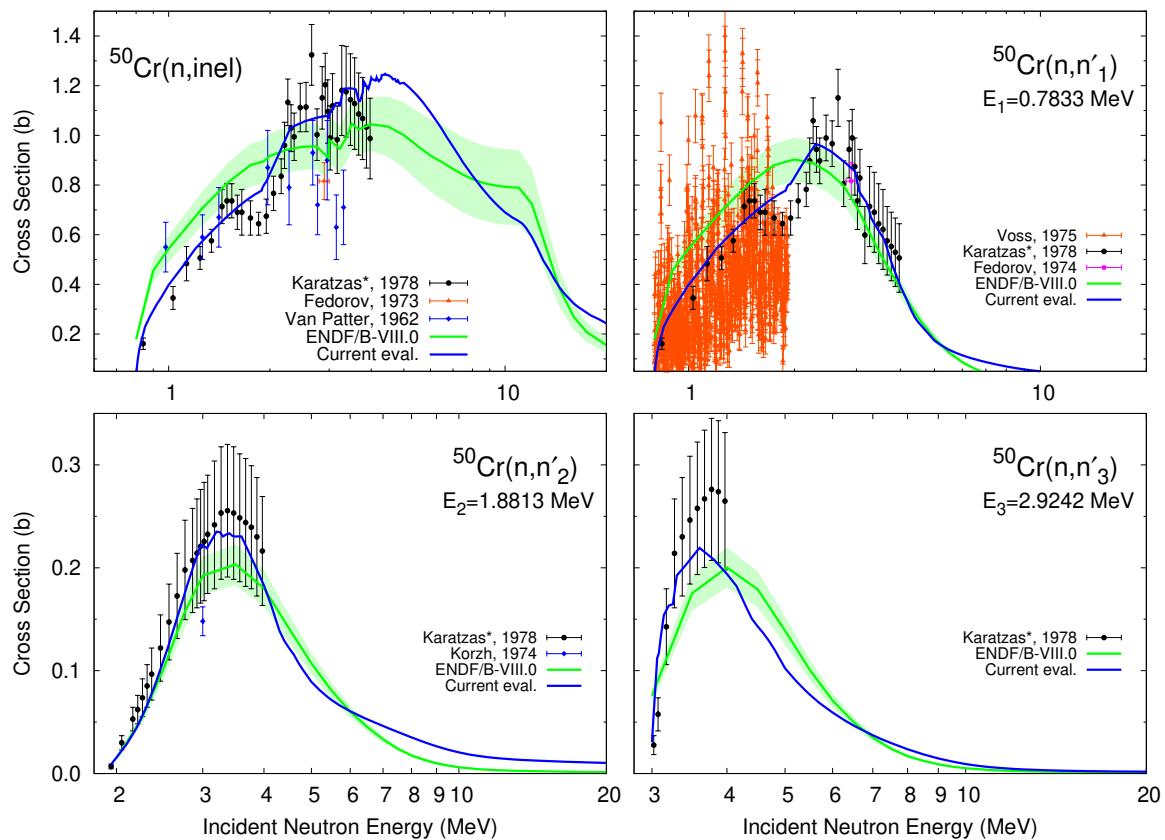 1.4
1.2
1.0
0.8
0.6
0.4
0.2
Cross Section (b)
50Cr(n,inel)
Karatzas*, 1978
Fedorov, 1973
Van Patter, 1962
ENDF/B-VIII.0
Current eval.
1
10
50Cr(n,n′1)
E1=0.7833 MeV
Voss, 1975
Karatzas*, 1978
Fedorov, 1974
ENDF/B-VIII.0
Current eval.
1
10
0.3
0.2
0.1
0.0
Cross Section (b)
50Cr(n,n′2)
E2=1.8813 MeV
Karatzas*, 1978
Korzh, 1974
ENDF/B-VIII.0
Current eval.
2 3 4 5 6 7 8 9 10 20
Incident Neutron Energy (MeV)
50Cr(n,n′3)
E3=2.9242 MeV
Karatzas*, 1978
ENDF/B-VIII.0
Current eval.
3 4 5 6 7 8 9 10 20
Incident Neutron Energy (MeV)